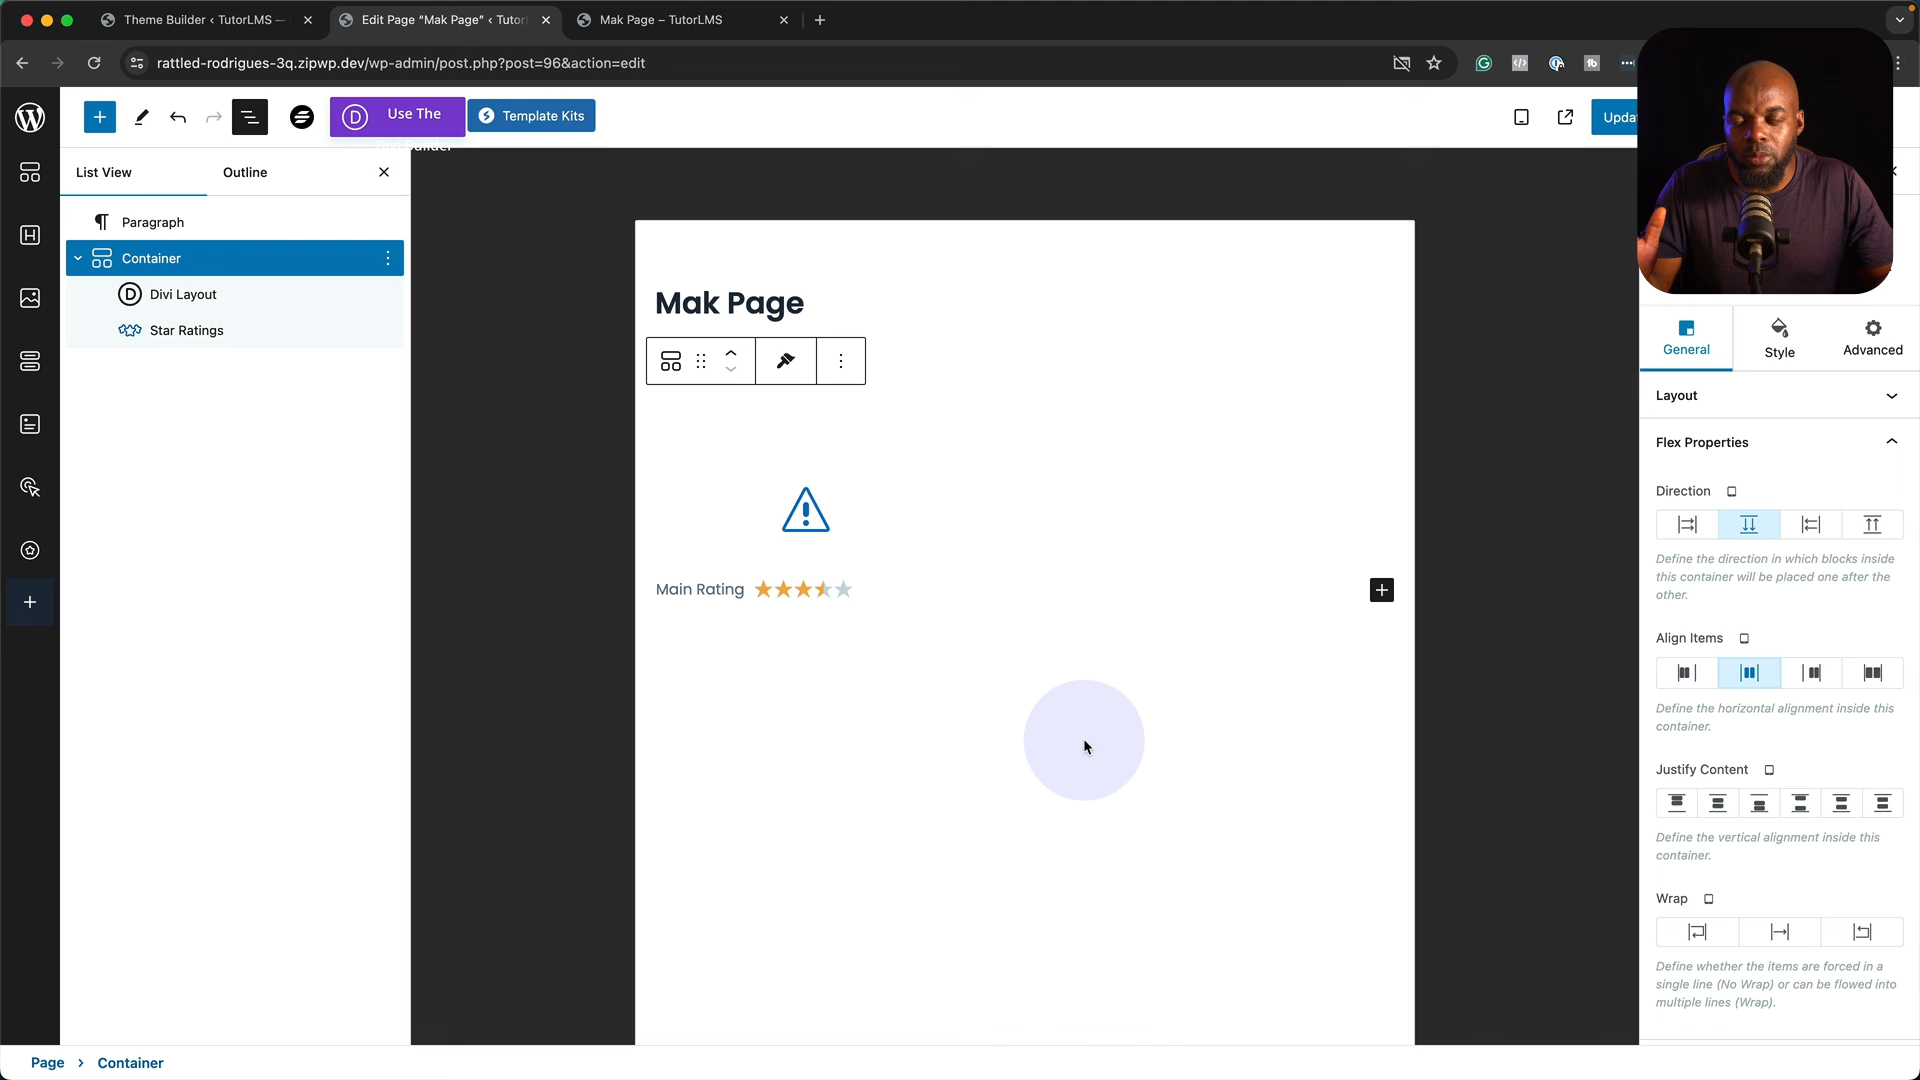 Theme Builder ‹ TutorLMS —
Edit Page “Mak Page” ‹ Tutor
Mak Page – TutorLMS
rattled-rodrigues-3q.zipwp.dev/wp-admin/post.php?post=96&action=edit
Use The
Template Kits
Upda
List View
Outline
Paragraph
Container
Divi Layout
Star Ratings
Mak Page
Main Rating
General
Style
Advanced
Layout
Flex Properties
Direction
Define the direction in which blocks inside
this container will be placed one after the
other.
Align Items
Define the horizontal alignment inside this
container.
Justify Content
Define the vertical alignment inside this
container.
Wrap
Define whether the items are forced in a
single line (No Wrap) or can be flowed into
multiple lines (Wrap).
Page › Container